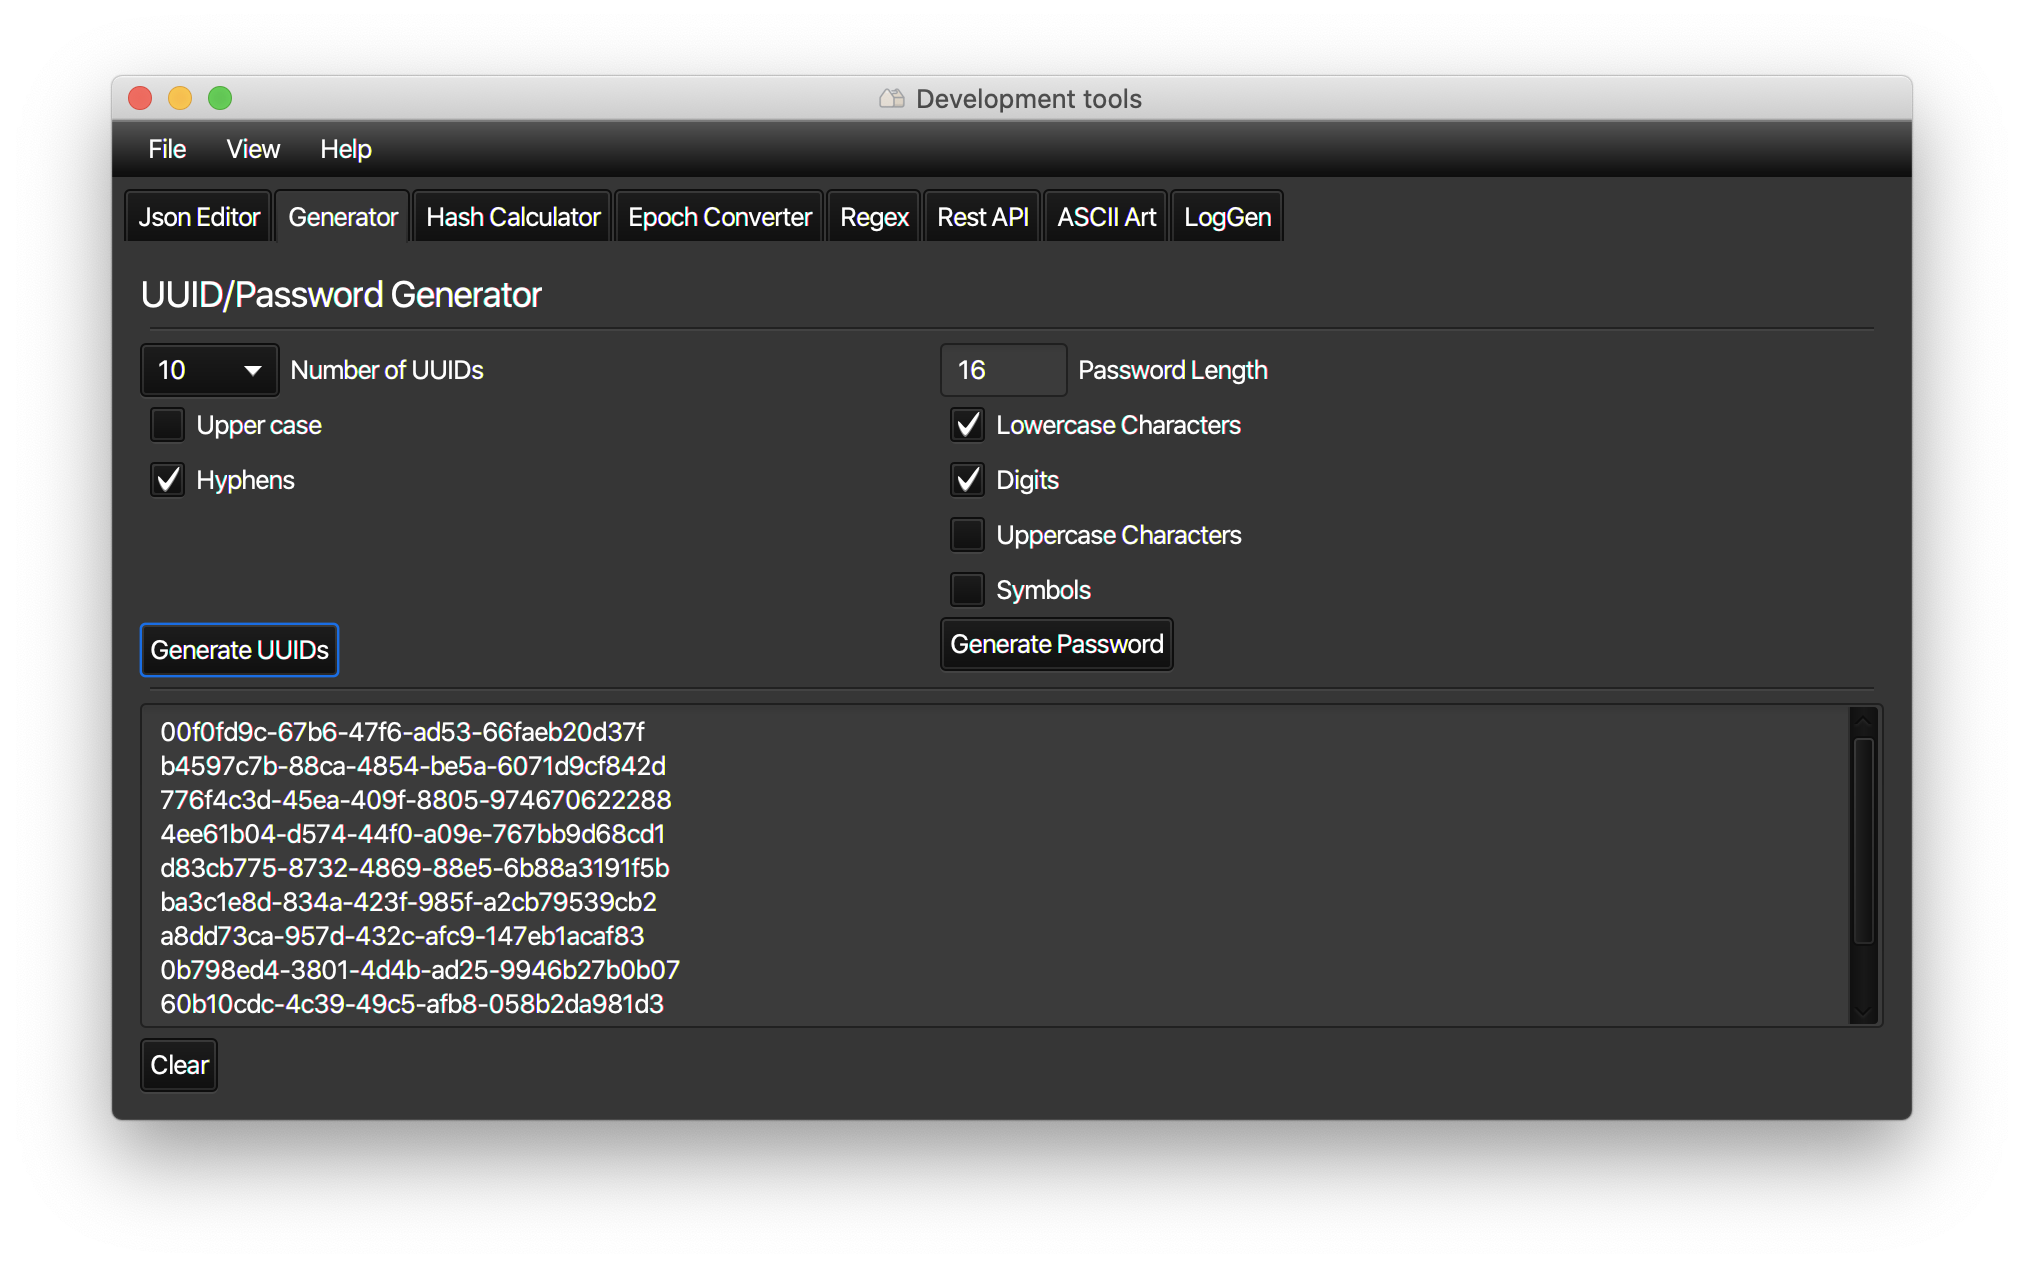 Development tools
File View Help
Json Editor Generator Hash Calculator Epoch Converter Regex Rest API ASCII Art LogGen
UUID/Password Generator
10 Number of UUIDs
Upper case
Hyphens
Generate UUIDs
16 Password Length
Lowercase Characters
Digits
Uppercase Characters
Symbols
Generate Password
00f0fd9c-67b6-47f6-ad53-66faeb20d37f
b4597c7b-88ca-4854-be5a-6071d9cf842d
776f4c3d-45ea-409f-8805-974670622288
4ee61b04-d574-44f0-a09e-767bb9d68cd1
d83cb775-8732-4869-88e5-6b88a3191f5b
ba3c1e8d-834a-423f-985f-a2cb79539cb2
a8dd73ca-957d-432c-afc9-147eb1acaf83
0b798ed4-3801-4d4b-ad25-9946b27b0b07
60b10cdc-4c39-49c5-afb8-058b2da981d3
Clear